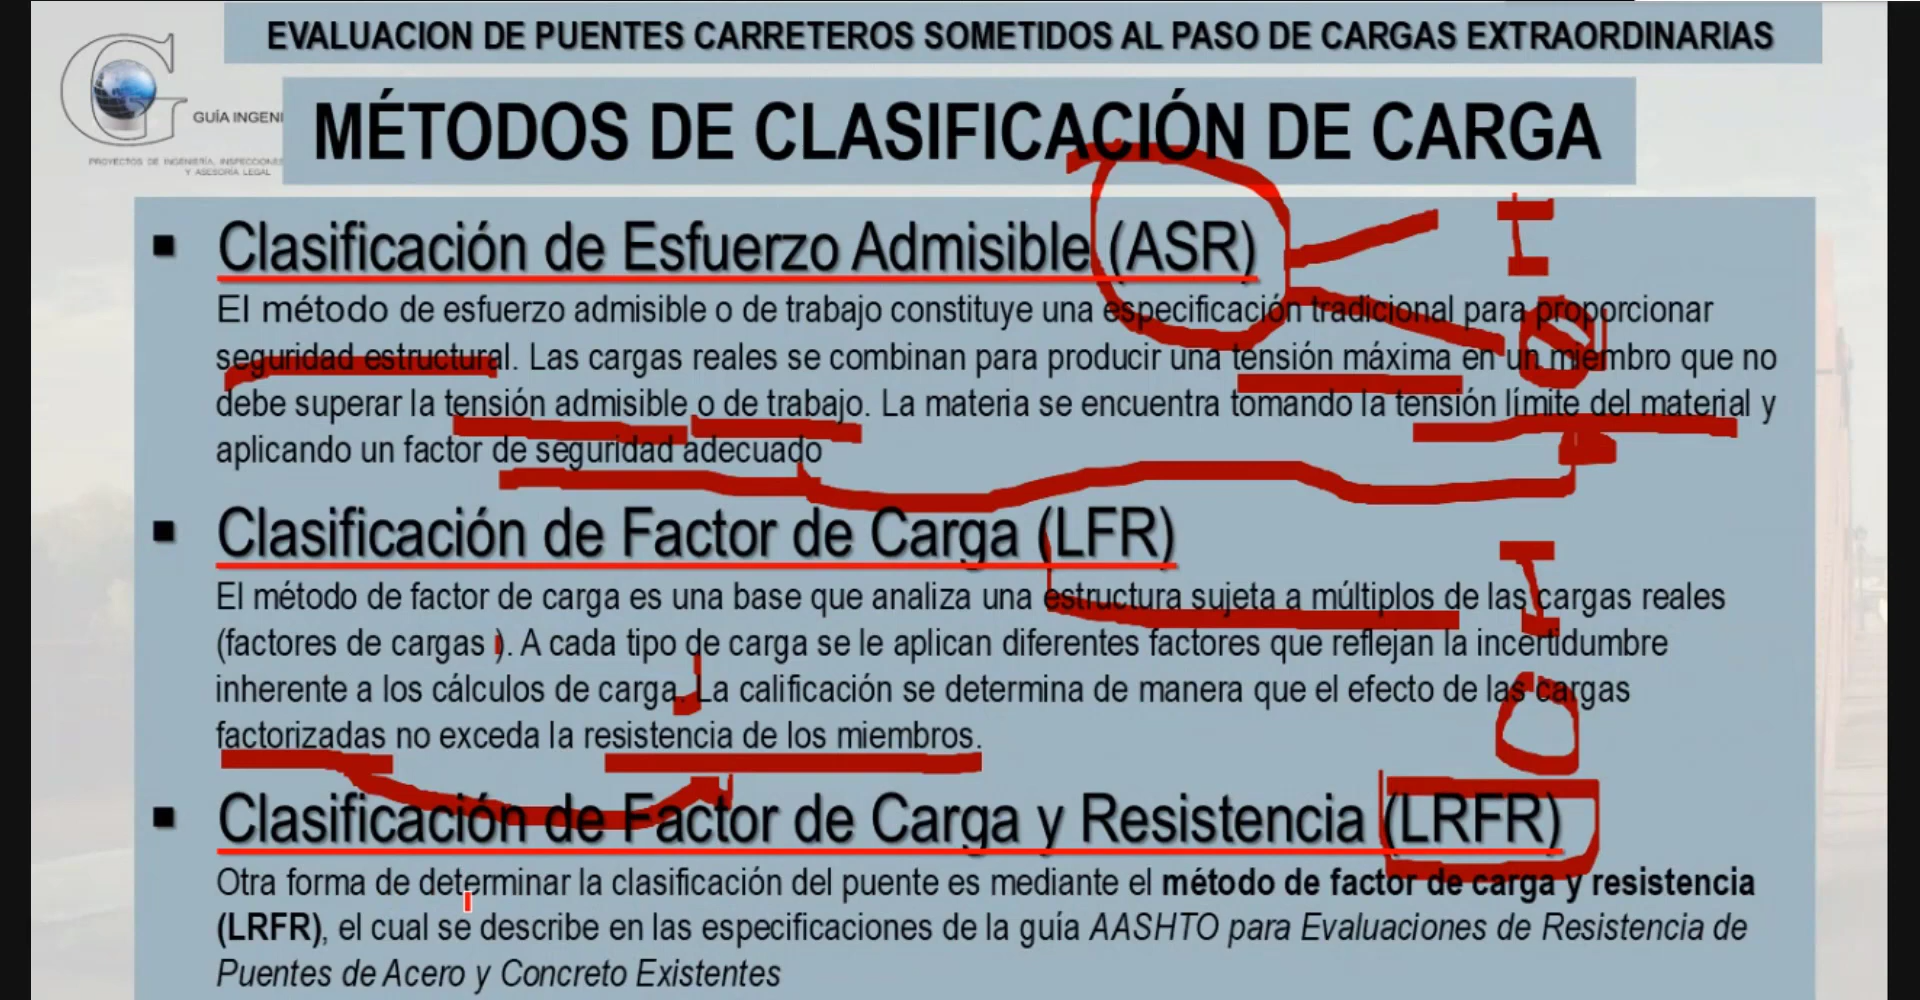 EVALUACION DE PUENTES CARRETEROS SOMETIDOS AL PASO DE CARGAS EXTRAORDINARIAS
GUÍA INGENI
PROYECTOS DE INGENIERÍA, INSPECCIONE
Y ASESORÍA LEGAL
MÉTODOS DE CLASIFICACIÓN DE CARGA
▪ Clasificación de Esfuerzo Admisible (ASR)
El método de esfuerzo admisible o de trabajo constituye una especificación tradicional para proporcionar
seguridad estructural. Las cargas reales se combinan para producir una tensión máxima en un miembro que no
debe superar la tensión admisible o de trabajo. La materia se encuentra tomando la tensión límite del material y
aplicando un factor de seguridad adecuado
▪ Clasificación de Factor de Carga (LFR)
El método de factor de carga es una base que analiza una estructura sujeta a múltiplos de las cargas reales
(factores de cargas ). A cada tipo de carga se le aplican diferentes factores que reflejan la incertidumbre
inherente a los cálculos de carga. La calificación se determina de manera que el efecto de las cargas
factorizadas no exceda la resistencia de los miembros.
▪ Clasificación de Factor de Carga y Resistencia (LRFR)
Otra forma de determinar la clasificación del puente es mediante el método de factor de carga y resistencia
(LRFR), el cual se describe en las especificaciones de la guía AASHTO para Evaluaciones de Resistencia de
Puentes de Acero y Concreto Existentes